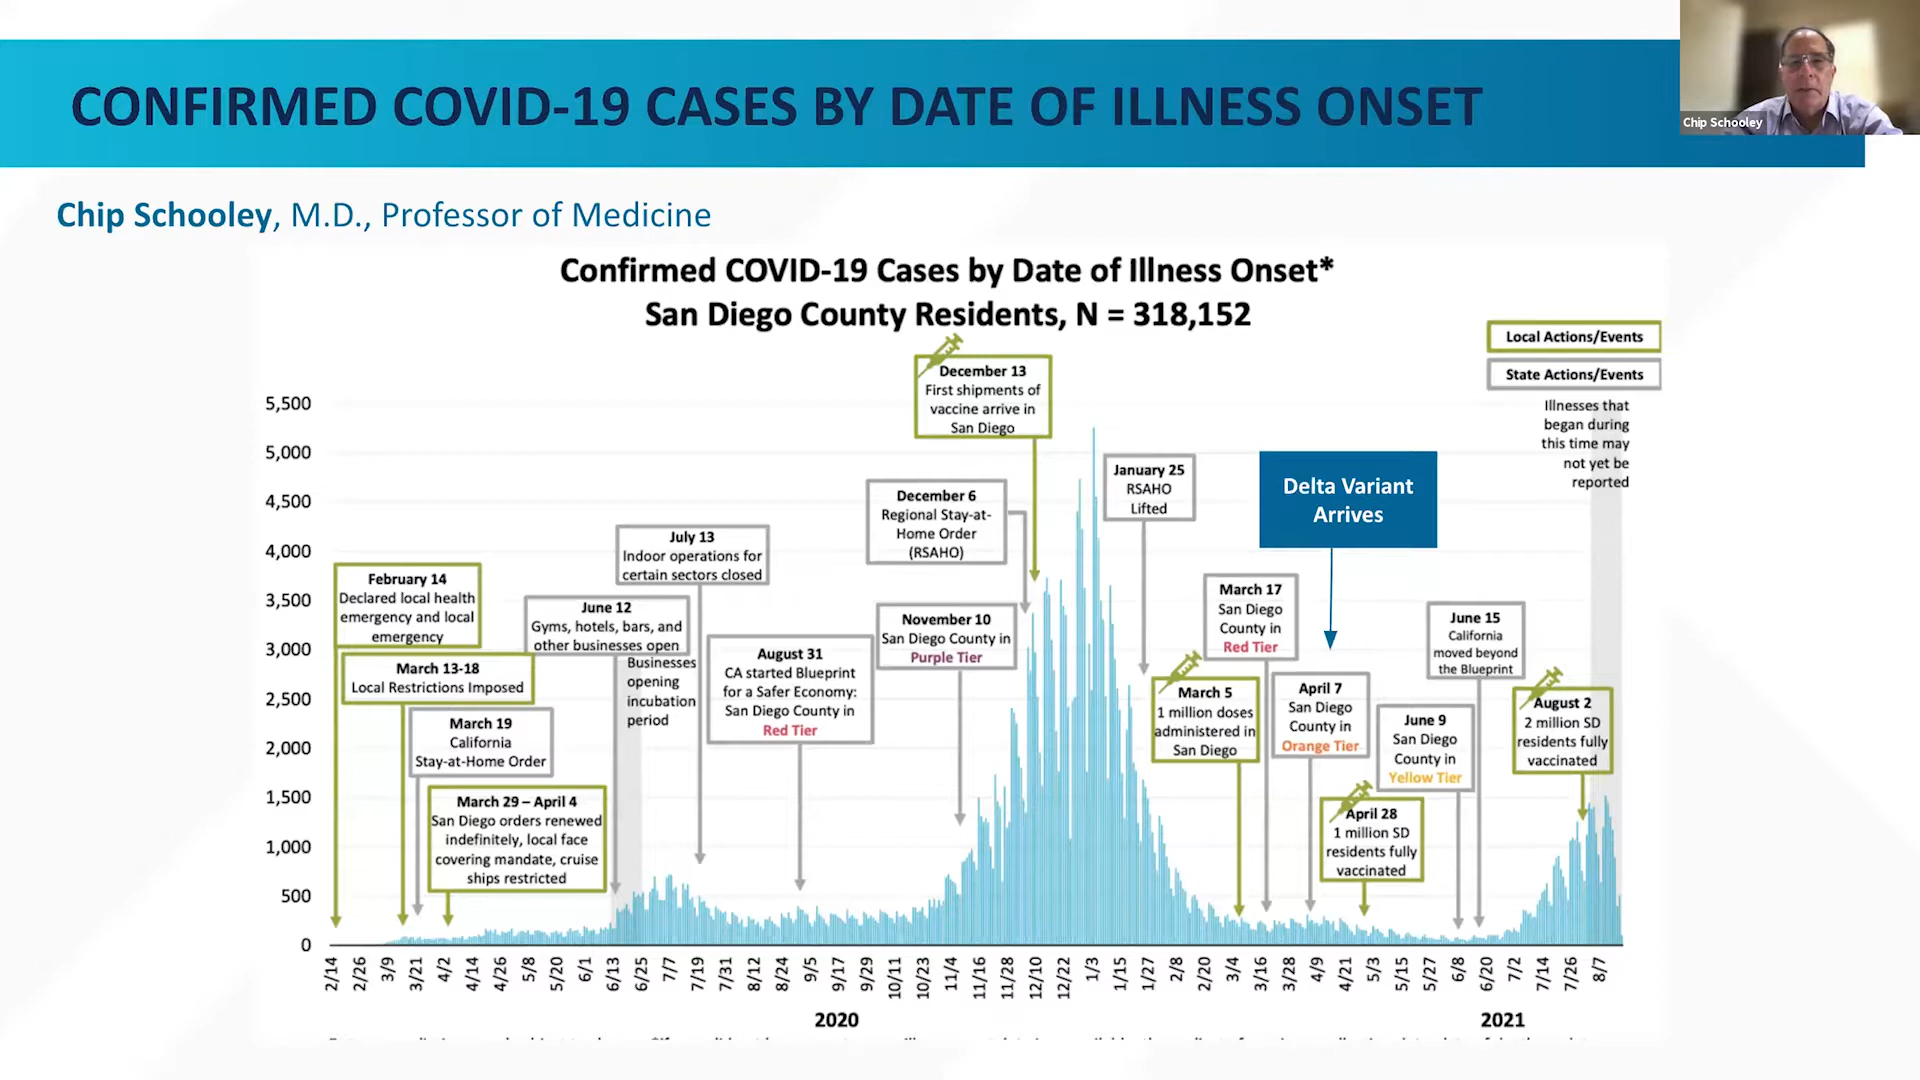 CONFIRMED COVID-19 CASES BY DATE OF ILLNESS ONSET
Chip Schooley
Chip Schooley, M.D., Professor of Medicine
Confirmed COVID-19 Cases by Date of Illness Onset*
San Diego County Residents, N = 318,152
Local Actions/Events
State Actions/Events
Illnesses that
began during
this time may
not yet be
reported
5,500
5,000
4,500
4,000
3,500
3,000
2,500
2,000
1,500
1,000
500
0
February 14
Declared local health
emergency and local
emergency
March 13-18
Local Restrictions Imposed
March 19
California
Stay-at-Home Order
March 29 – April 4
San Diego orders renewed
indefinitely, local face
covering mandate, cruise
ships restricted
June 12
Gyms, hotels, bars, and
other businesses open
Businesses
opening
incubation
period
July 13
Indoor operations for
certain sectors closed
August 31
CA started Blueprint
for a Safer Economy:
San Diego County in
Red Tier
November 10
San Diego County in
Purple Tier
December 6
Regional Stay-at-
Home Order
(RSAHO)
December 13
First shipments of
vaccine arrive in
San Diego
January 25
RSAHO
Lifted
March 5
1 million doses
administered in
San Diego
March 17
San Diego
County in
Red Tier
Delta Variant
Arrives
April 7
San Diego
County in
Orange Tier
April 28
1 million SD
residents fully
vaccinated
June 9
San Diego
County in
Yellow Tier
June 15
California
moved beyond
the Blueprint
August 2
2 million SD
residents fully
vaccinated
2/14
2/26
3/9
3/21
4/2
4/14
4/26
5/8
5/20
6/1
6/13
6/25
7/7
7/19
7/31
8/12
8/24
9/5
9/17
9/29
10/11
10/23
11/4
11/16
11/28
12/10
12/22
1/3
1/15
1/27
2/8
2/20
3/4
3/16
3/28
4/9
4/21
5/3
5/15
5/27
6/8
6/20
7/2
7/14
7/26
8/7
2020
2021